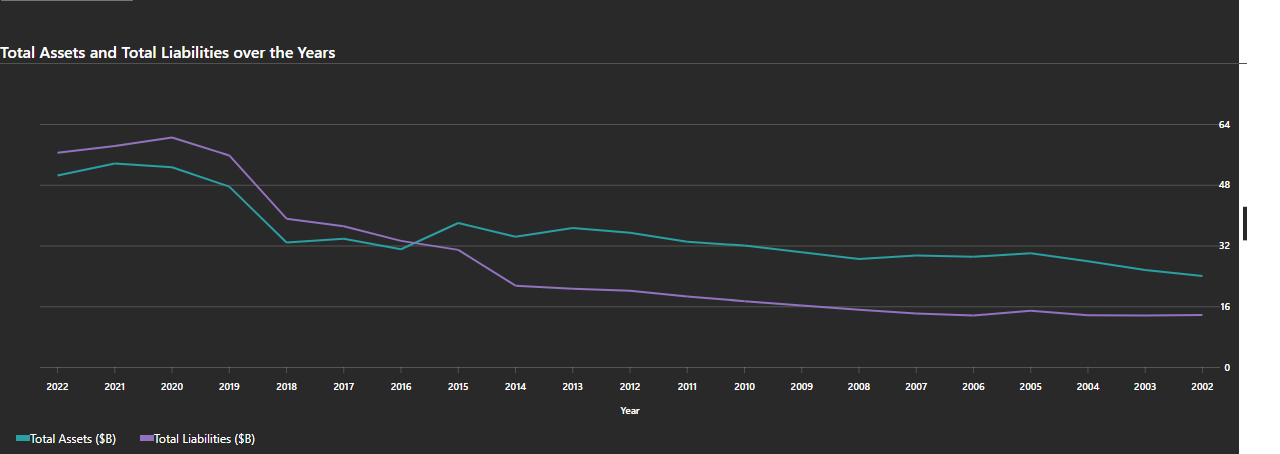 Total Assets and Total Liabilities over the Years
64
48
32
16
0
2022 2021 2020 2019 2018 2017 2016 2015 2014 2013 2012 2011 2010 2009 2008 2007 2006 2005 2004 2003 2002
Year
Total Assets ($B) Total Liabilities ($B)